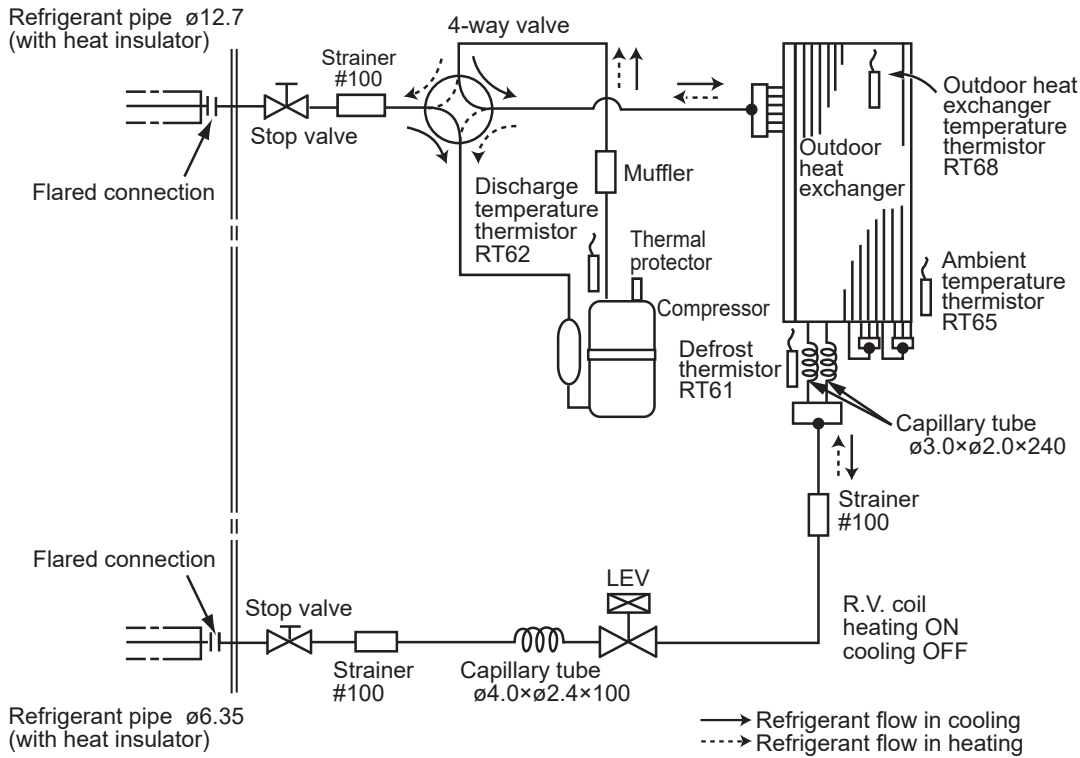 Refrigerant pipe ø12.7
(with heat insulator)
4-way valve
Strainer
#100
Stop valve
Flared connection
Muffler
Discharge
temperature
thermistor
RT62
Thermal
protector
Compressor
Outdoor
heat
exchanger
Outdoor heat
exchanger
temperature
thermistor
RT68
Ambient
temperature
thermistor
RT65
Defrost
thermistor
RT61
Capillary tube
ø3.0×ø2.0×240
Strainer
#100
Flared connection
Stop valve
Strainer
#100
Capillary tube
ø4.0×ø2.4×100
LEV
R.V. coil
heating ON
cooling OFF
Refrigerant pipe ø6.35
(with heat insulator)
Refrigerant flow in cooling
Refrigerant flow in heating